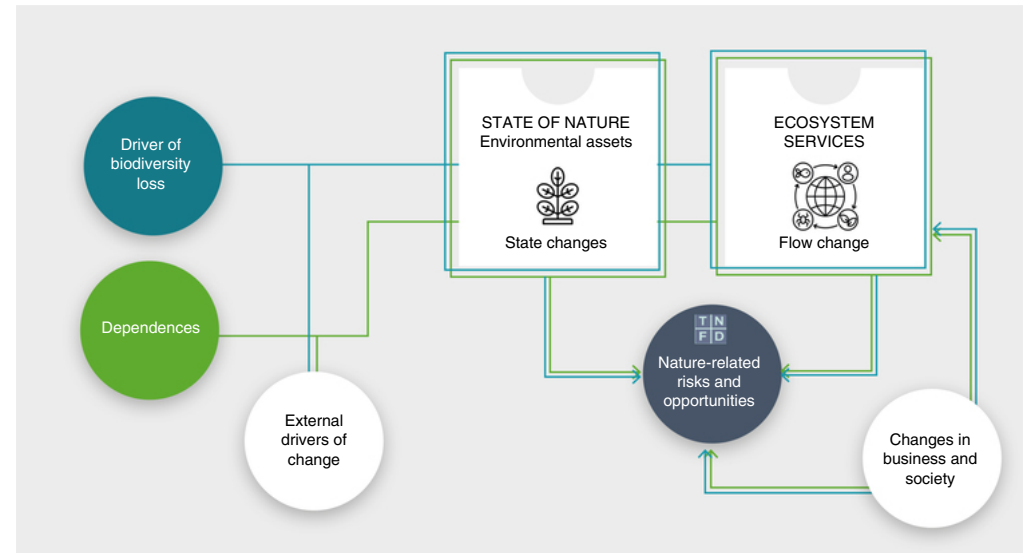 Driver of
biodiversity
loss
Dependences
External
drivers of
change
STATE OF NATURE
Environmental assets
State changes
ECOSYSTEM
SERVICES
Flow change
T N
F D
Nature-related
risks and
opportunities
Changes in
business and
society